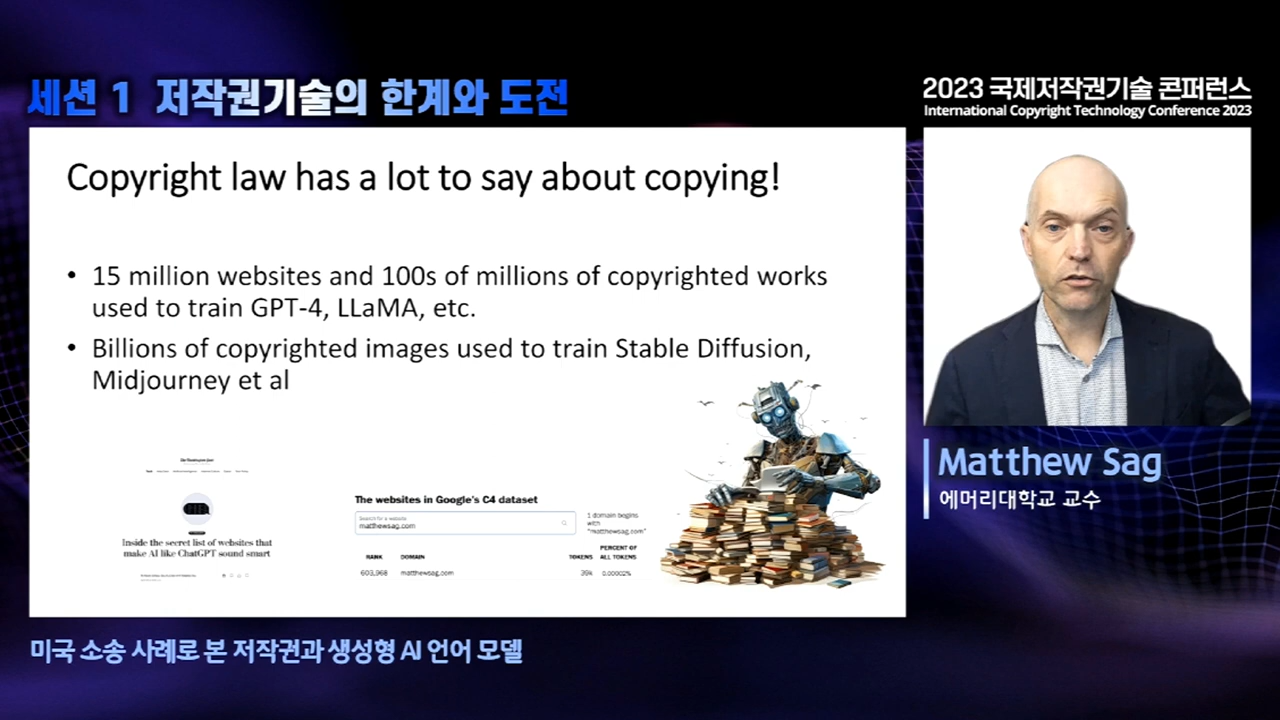 세션 1 저작권기술의 한계와 도전
2023 국제저작권기술 콘퍼런스
International Copyright Technology Conference 2023
Copyright law has a lot to say about copying!
• 15 million websites and 100s of millions of copyrighted works
used to train GPT-4, LLaMA, etc.
• Billions of copyrighted images used to train Stable Diffusion,
Midjourney et al
Inside the secret list of websites that
make AI like ChatGPT sound smart
The websites in Google's C4 dataset
Search for a website
matthewsag.com
1 domain begins
with
"matthewsag.com"
RANK DOMAIN TOKENS PERCENT OF
ALL TOKENS
603,968 matthewsag.com 39k 0.00002%
Matthew Sag
에머리대학교 교수
미국 소송 사례로 본 저작권과 생성형 AI 언어 모델